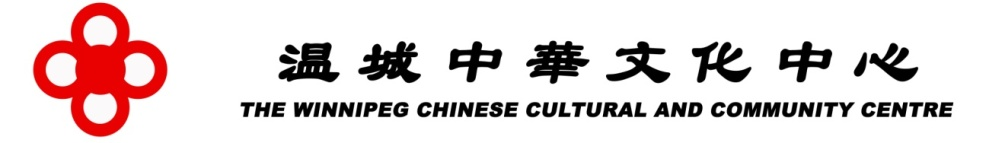 温城中華文化中心
THE WINNIPEG CHINESE CULTURAL AND COMMUNITY CENTRE